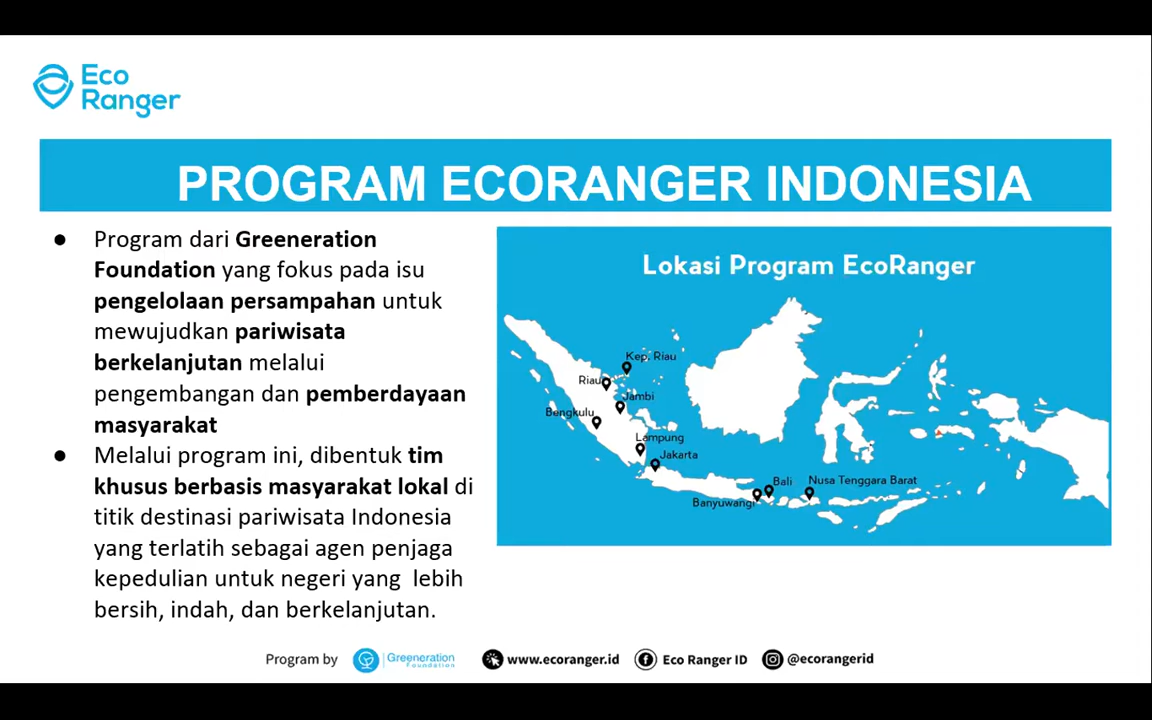 Eco
Ranger
PROGRAM ECORANGER INDONESIA
● Program dari Greeneration
Foundation yang fokus pada isu
pengelolaan persampahan untuk
mewujudkan pariwisata
berkelanjutan melalui
pengembangan dan pemberdayaan
masyarakat
● Melalui program ini, dibentuk tim
khusus berbasis masyarakat lokal di
titik destinasi pariwisata Indonesia
yang terlatih sebagai agen penjaga
kepedulian untuk negeri yang lebih
bersih, indah, dan berkelanjutan.
Lokasi Program EcoRanger
Kep. Riau
Riau
Jambi
Bengkulu
Lampung
Jakarta
Bali
Nusa Tenggara Barat
Banyuwangi
Program by
Greeneration
Foundation
www.ecoranger.id
Eco Ranger ID
@ecorangerid